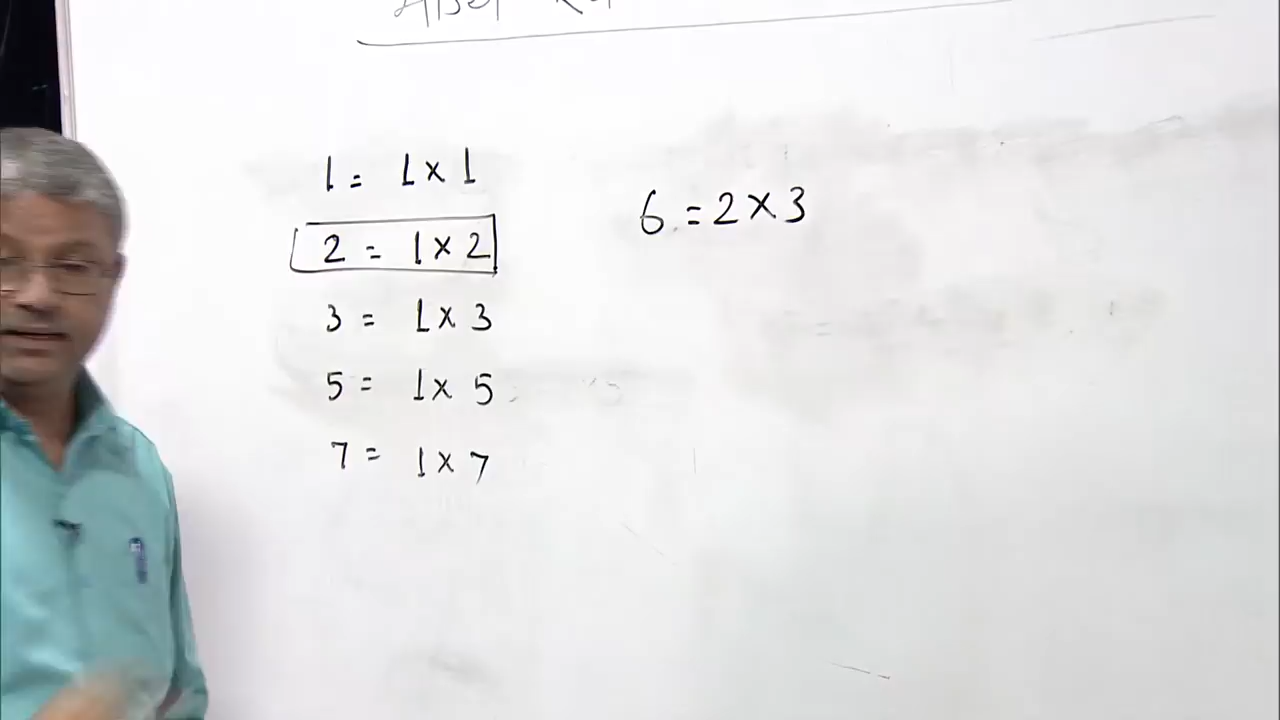 1 = 1 × 1
2 = 1 × 2
3 = 1 × 3
5 = 1 × 5
7 = 1 × 7
6 = 2 × 3